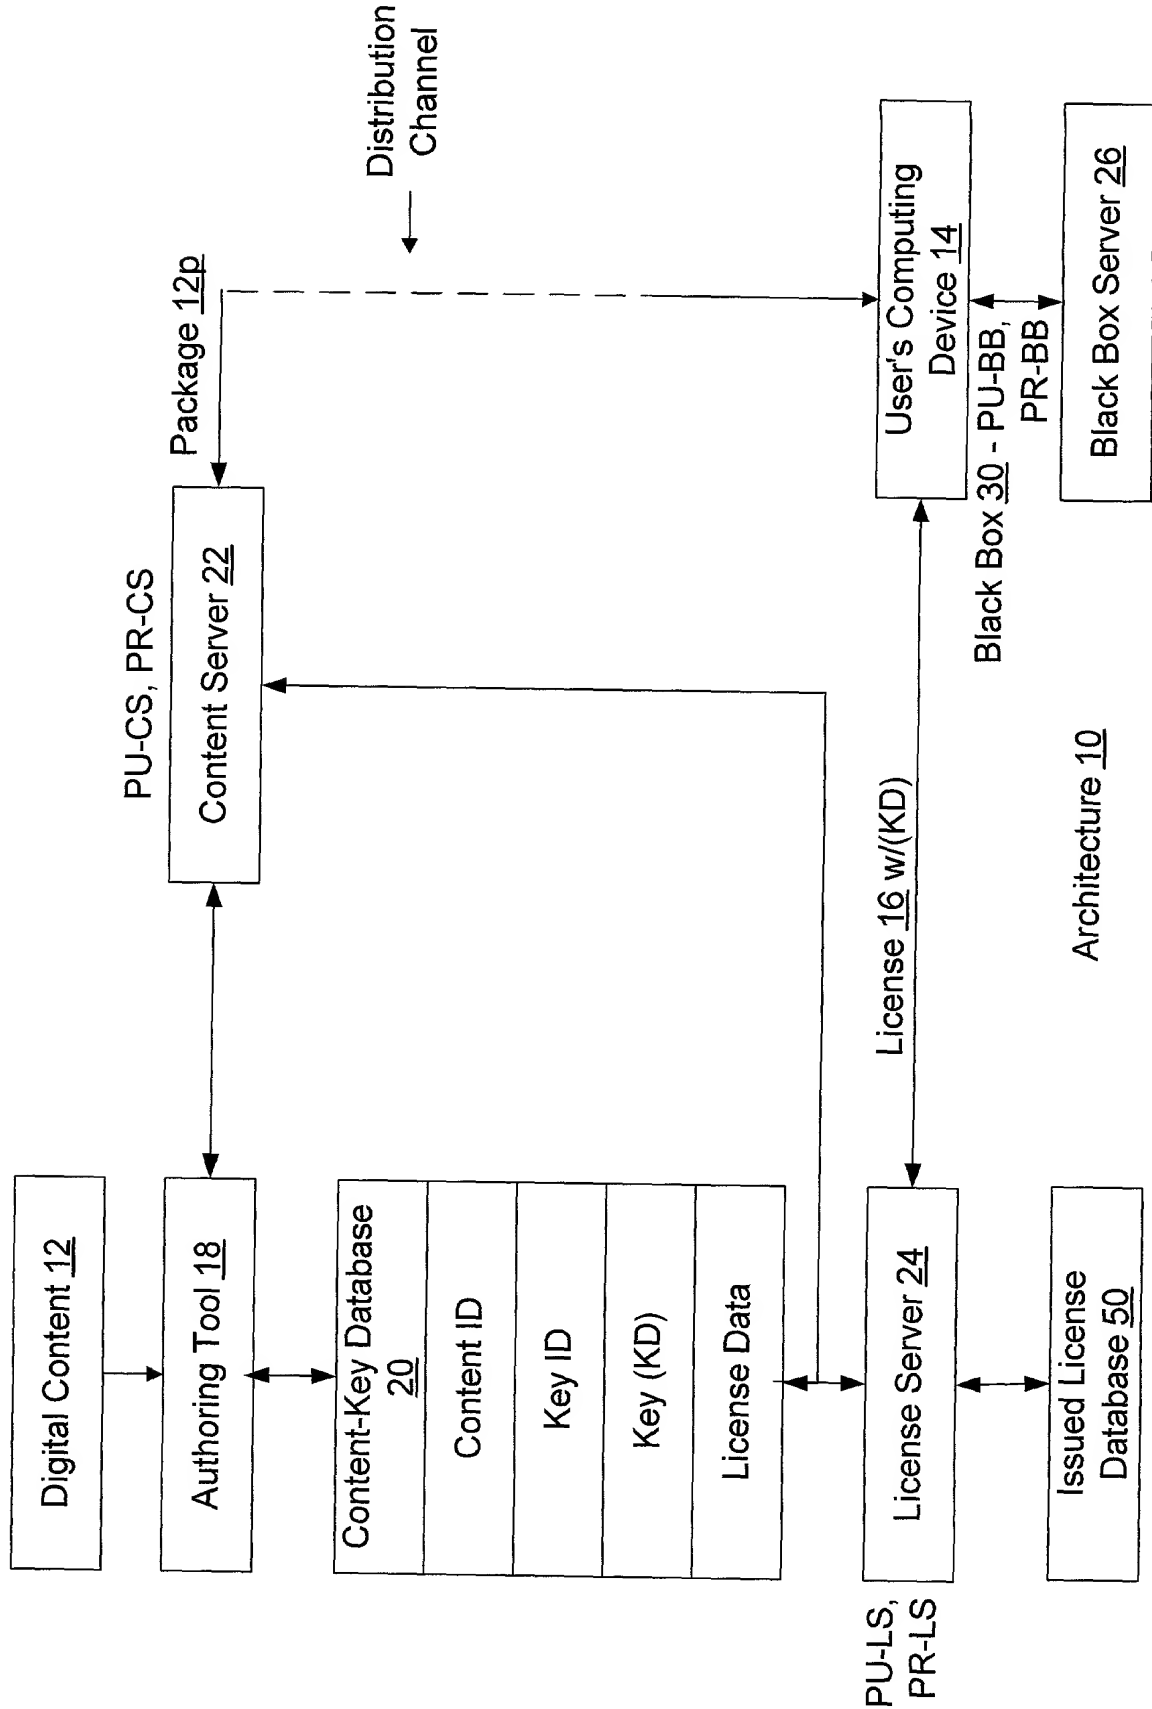 Digital Content 12
Authoring Tool 18
Content-Key Database
20
Content ID
Key ID
Key (KD)
License Data
PU-LS,
PR-LS
License Server 24
Issued License
Database 50
PU-CS, PR-CS
Content Server 22
Package 12p
Distribution
Channel
License 16 w/(KD)
User's Computing
Device 14
Black Box 30 - PU-BB,
PR-BB
Black Box Server 26
Architecture 10